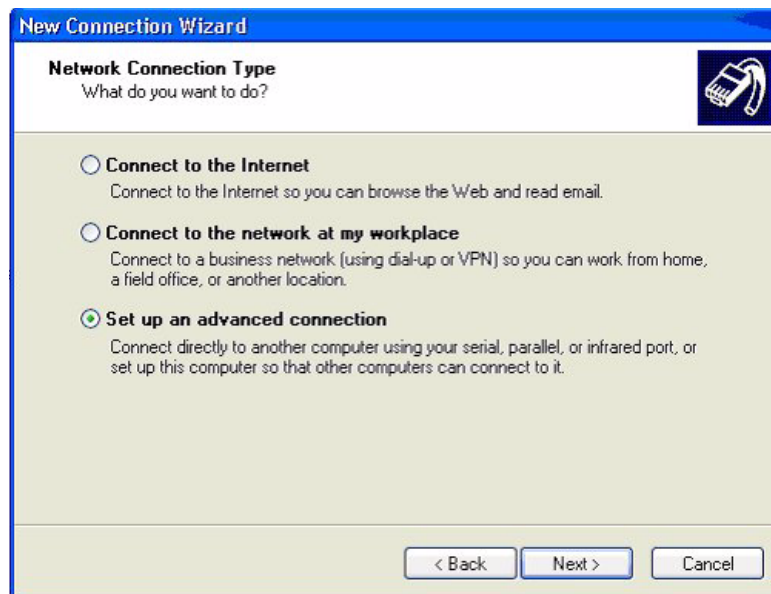 New Connection Wizard
Network Connection Type
What do you want to do?
Connect to the Internet
Connect to the Internet so you can browse the Web and read email.
Connect to the network at my workplace
Connect to a business network (using dial-up or VPN) so you can work from home,
a field office, or another location.
Set up an advanced connection
Connect directly to another computer using your serial, parallel, or infrared port, or
set up this computer so that other computers can connect to it.
< Back
Next >
Cancel